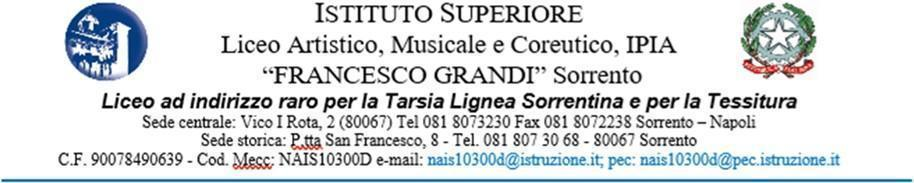 ISTITUTO SUPERIORE
Liceo Artistico, Musicale e Coreutico, IPIA
“FRANCESCO GRANDI” Sorrento
Liceo ad indirizzo raro per la Tarsia Lignea Sorrentina e per la Tessitura
Sede centrale: Vico I Rota, 2 (80067) Tel 081 8073230 Fax 081 8072238 Sorrento – Napoli
Sede storica: P.tta San Francesco, 8 - Tel. 081 807 30 68 - 80067 Sorrento
C.F. 90078490639 - Cod. Mecc: NAIS10300D e-mail: nais10300d@istruzione.it; pec: nais10300d@pec.istruzione.it